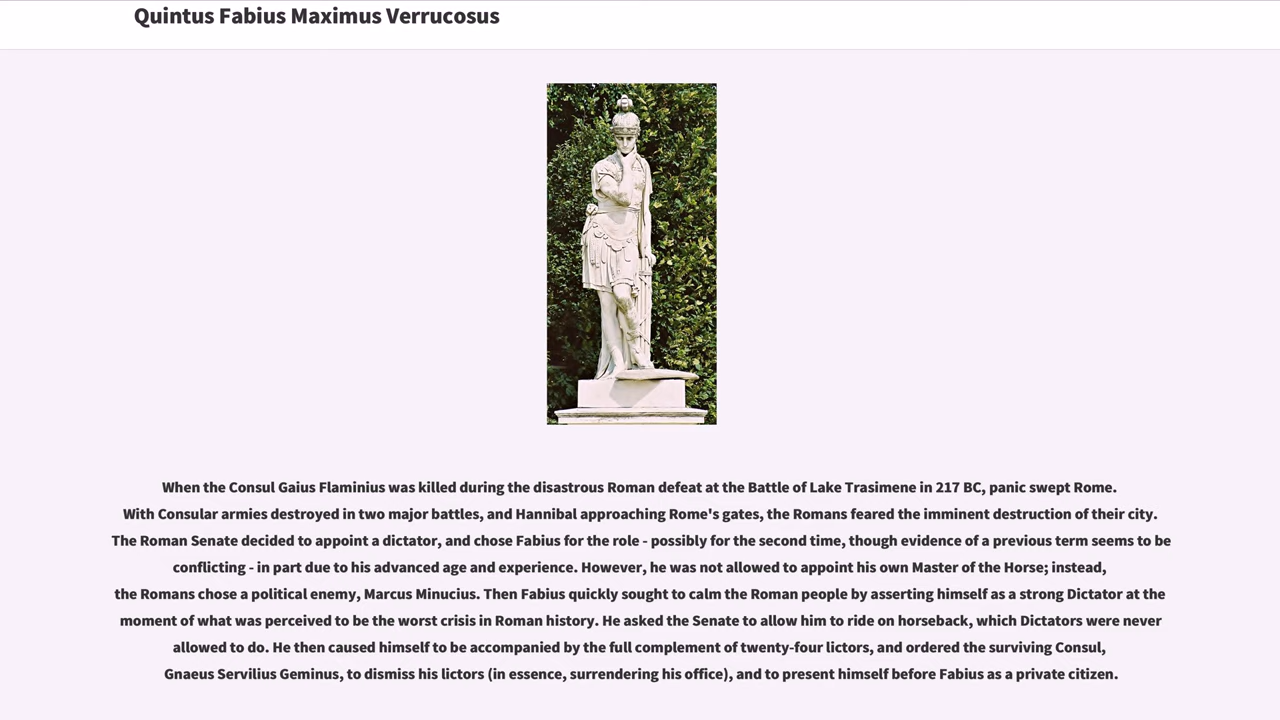 Quintus Fabius Maximus Verrucosus
When the Consul Gaius Flaminius was killed during the disastrous Roman defeat at the Battle of Lake Trasimene in 217 BC, panic swept Rome.
With Consular armies destroyed in two major battles, and Hannibal approaching Rome's gates, the Romans feared the imminent destruction of their city.
The Roman Senate decided to appoint a dictator, and chose Fabius for the role - possibly for the second time, though evidence of a previous term seems to be
conflicting - in part due to his advanced age and experience. However, he was not allowed to appoint his own Master of the Horse; instead,
the Romans chose a political enemy, Marcus Minucius. Then Fabius quickly sought to calm the Roman people by asserting himself as a strong Dictator at the
moment of what was perceived to be the worst crisis in Roman history. He asked the Senate to allow him to ride on horseback, which Dictators were never
allowed to do. He then caused himself to be accompanied by the full complement of twenty-four lictors, and ordered the surviving Consul,
Gnaeus Servilius Geminus, to dismiss his lictors (in essence, surrendering his office), and to present himself before Fabius as a private citizen.